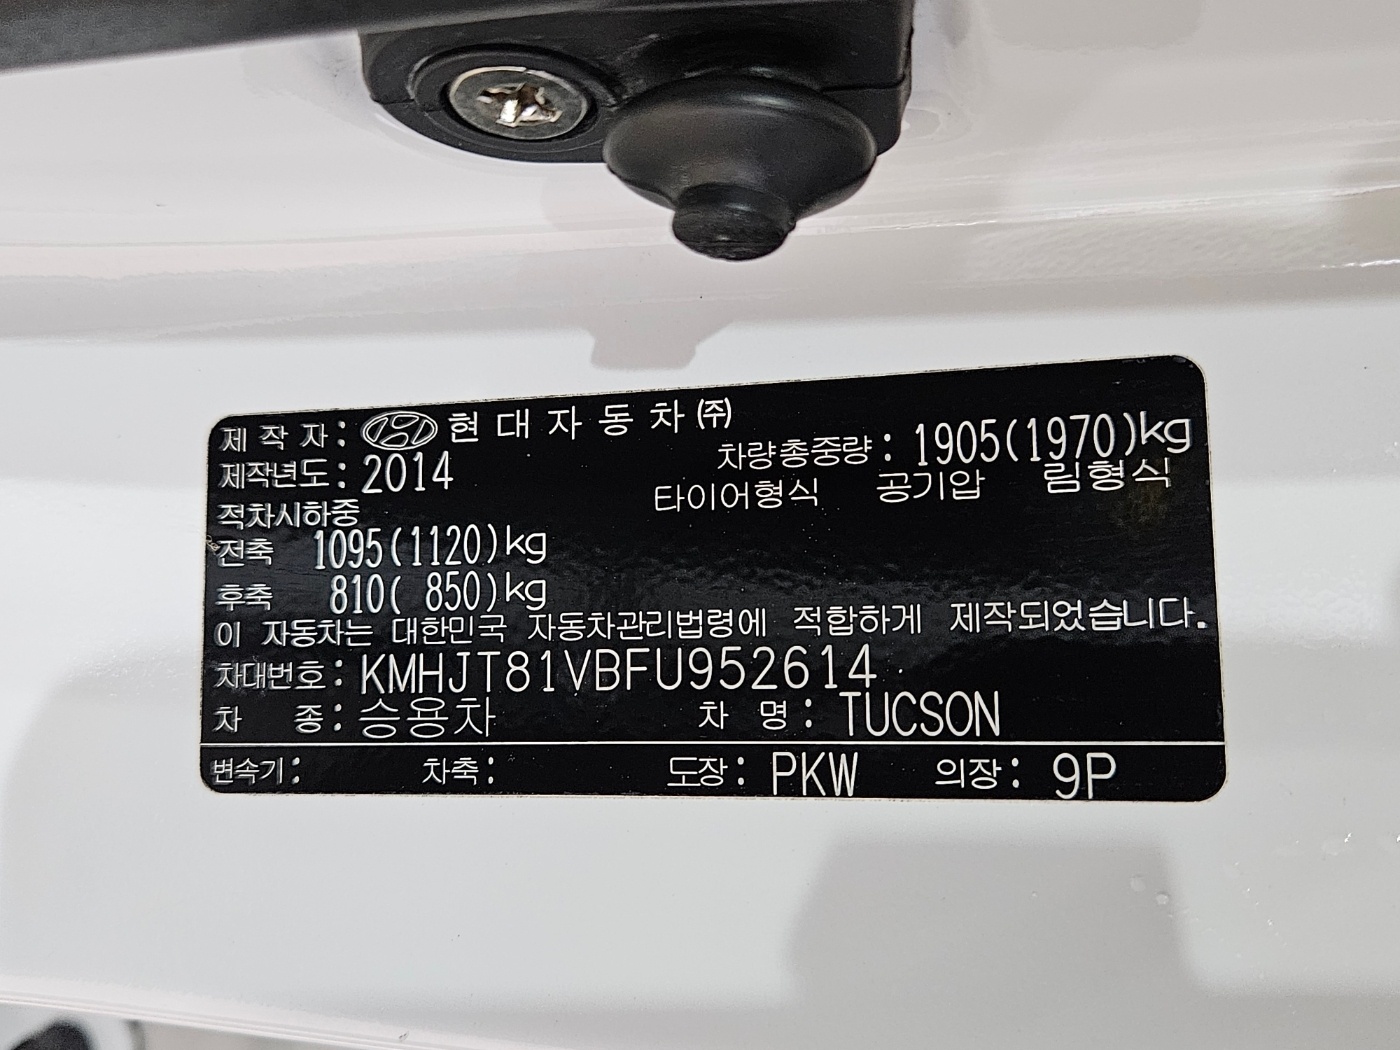 제 작 자 : 현 대 자 동 차 ㈜
차량총중량 : 1905(1970)kg
제작년도 : 2014
타이어형식 공기압 림형식
적차시하중
전축 1095(1120)kg
후축 810( 850)kg
이 자동차는 대한민국 자동차관리법령에 적합하게 제작되었습니다.
차대번호 : KMHJT81VBFU952614
차 종 : 승용차 차 명 : TUCSON
변속기 : 차축 : 도장 : PKW 의장 : 9P